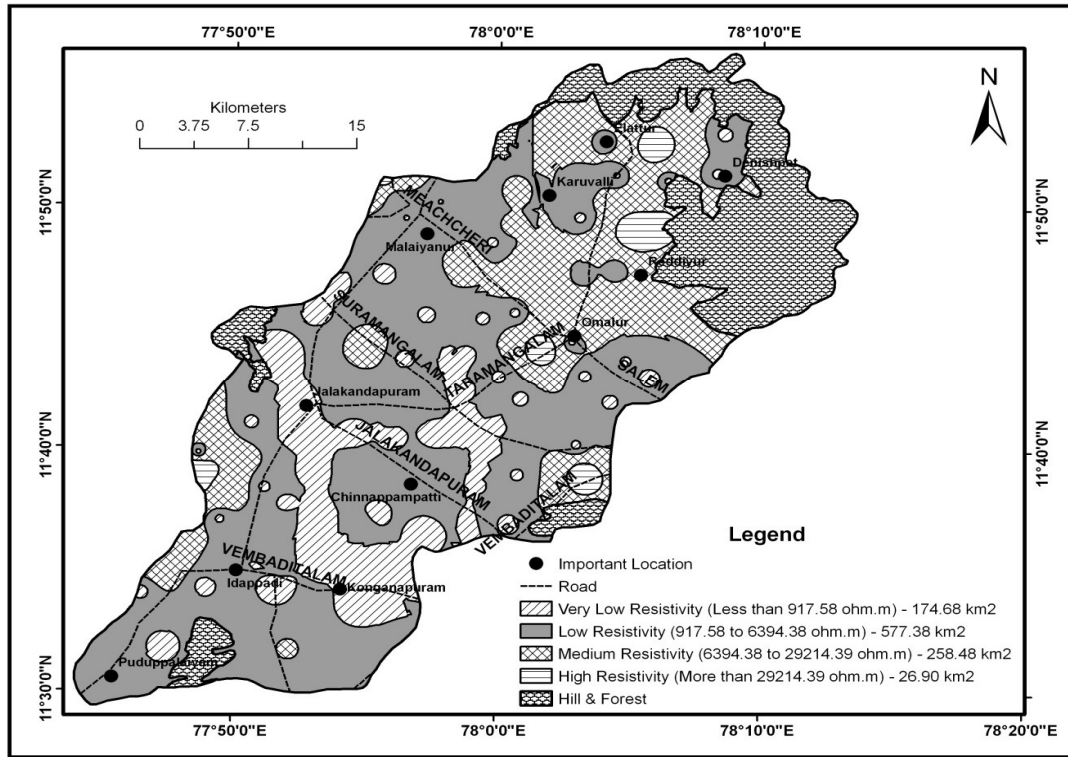 77°50'0"E
78°0'0"E
78°10'0"E
N
Kilometers
0 3.75 7.5 15
Elattur
Denishpet
Karuvalli
11°50'0"N
11°50'0"N
MEACHCHERI
Malaiyanur
Reddiyur
SURAMANGALAM
Omalur
TARAMANGALAM
SALEM
Jalakandapuram
11°40'0"N
11°40'0"N
JALAKANDAPURAM
Chinnappampatti
VEMBADITALAM
Legend
Important Location
Road
VEMBADITALAM
Idappadi
Konganapuram
Very Low Resistivity (Less than 917.58 ohm.m) - 174.68 km2
Low Resistivity (917.58 to 6394.38 ohm.m) - 577.38 km2
Medium Resistivity (6394.38 to 29214.39 ohm.m) - 258.48 km2
High Resistivity (More than 29214.39 ohm.m) - 26.90 km2
Hill & Forest
11°30'0"N
77°50'0"E
78°0'0"E
78°10'0"E
78°20'0"E